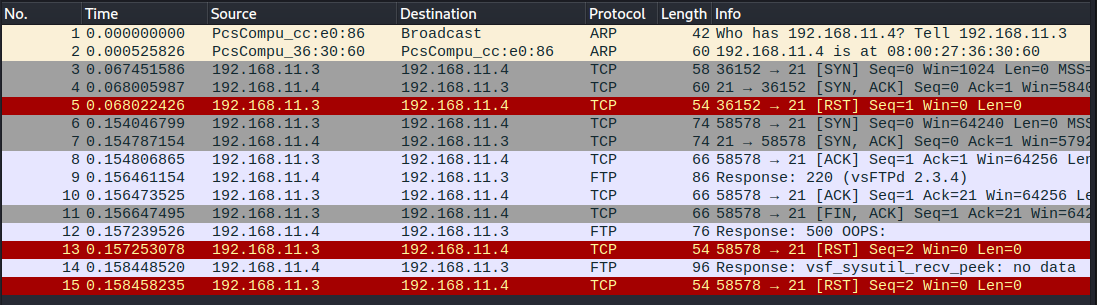 No. Time Source Destination Protocol Length Info
1 0.000000000 PcsCompu_cc:e0:86 Broadcast ARP 42 Who has 192.168.11.4? Tell 192.168.11.3
2 0.000525826 PcsCompu_36:30:60 PcsCompu_cc:e0:86 ARP 60 192.168.11.4 is at 08:00:27:36:30:60
3 0.067451586 192.168.11.3 192.168.11.4 TCP 58 36152 → 21 [SYN] Seq=0 Win=1024 Len=0 MSS=
4 0.068005987 192.168.11.4 192.168.11.3 TCP 60 21 → 36152 [SYN, ACK] Seq=0 Ack=1 Win=5840
5 0.068022426 192.168.11.3 192.168.11.4 TCP 54 36152 → 21 [RST] Seq=1 Win=0 Len=0
6 0.154046799 192.168.11.3 192.168.11.4 TCP 74 58578 → 21 [SYN] Seq=0 Win=64240 Len=0 MSS
7 0.154787154 192.168.11.4 192.168.11.3 TCP 74 21 → 58578 [SYN, ACK] Seq=0 Ack=1 Win=5792
8 0.154806865 192.168.11.3 192.168.11.4 TCP 66 58578 → 21 [ACK] Seq=1 Ack=1 Win=64256 Len
9 0.156461154 192.168.11.4 192.168.11.3 FTP 86 Response: 220 (vsFTPd 2.3.4)
10 0.156473525 192.168.11.3 192.168.11.4 TCP 66 58578 → 21 [ACK] Seq=1 Ack=21 Win=64256 Le
11 0.156647495 192.168.11.3 192.168.11.4 TCP 66 58578 → 21 [FIN, ACK] Seq=1 Ack=21 Win=642
12 0.157239526 192.168.11.4 192.168.11.3 FTP 76 Response: 500 OOPS:
13 0.157253078 192.168.11.3 192.168.11.4 TCP 54 58578 → 21 [RST] Seq=2 Win=0 Len=0
14 0.158448520 192.168.11.4 192.168.11.3 FTP 96 Response: vsf_sysutil_recv_peek: no data
15 0.158458235 192.168.11.3 192.168.11.4 TCP 54 58578 → 21 [RST] Seq=2 Win=0 Len=0